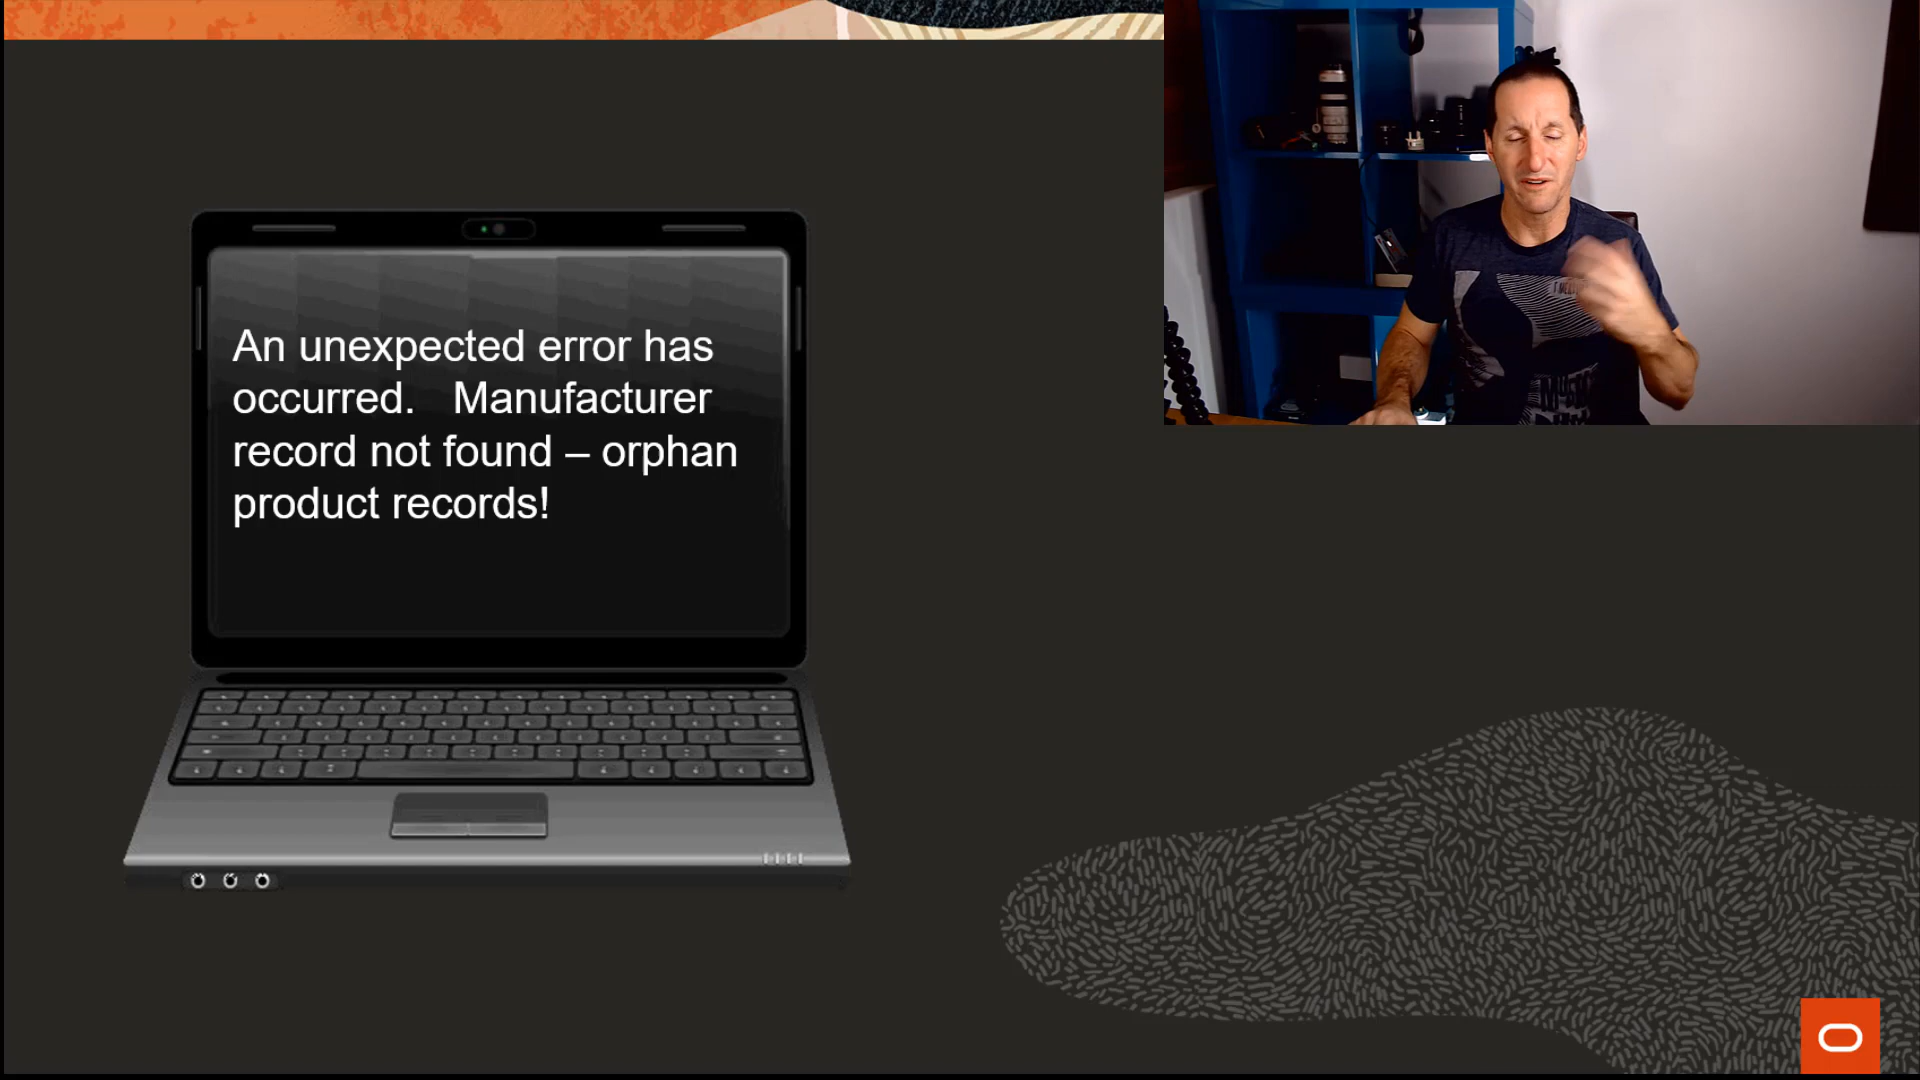 An unexpected error has
occurred.   Manufacturer
record not found – orphan
product records!